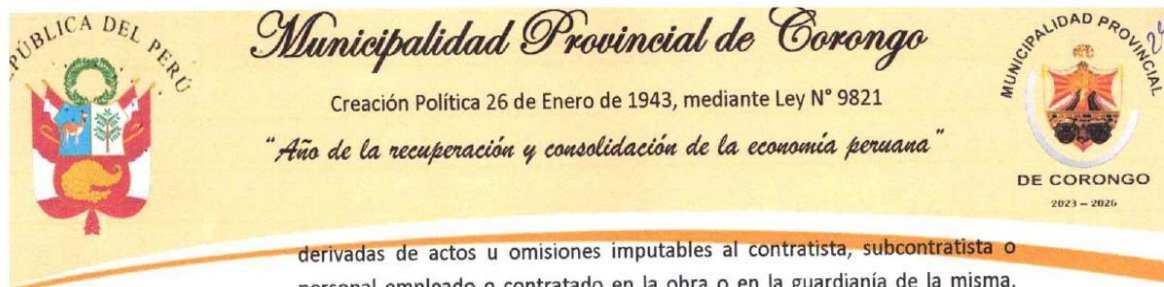 REPÚBLICA DEL PERÚ
Municipalidad Provincial de Corongo
Creación Política 26 de Enero de 1943, mediante Ley N° 9821
"Año de la recuperación y consolidación de la economía peruana"
MUNICIPALIDAD PROVINCIAL
DE CORONGO
2023 – 2026
derivadas de actos u omisiones imputables al contratista, subcontratista o
personal empleado o contratado en la obra o en la guardianía de la misma,